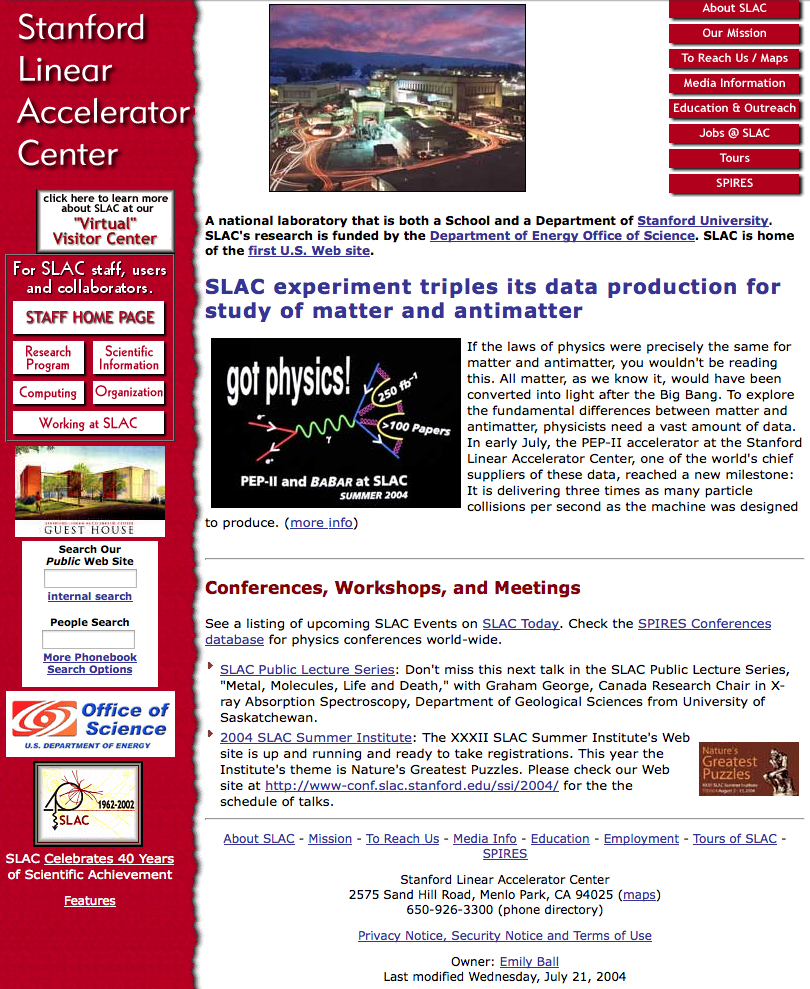 Stanford
Linear
Accelerator
Center
click here to learn more
about SLAC at our
"Virtual"
Visitor Center
For SLAC staff, users
and collaborators.
STAFF HOME PAGE
Research
Program
Scientific
Information
Computing
Organization
Working at SLAC
STANFORD LINEAR ACCELERATOR CENTER
GUEST HOUSE
Search Our
Public Web Site
internal search
People Search
More Phonebook
Search Options
Office of
Science
U.S. DEPARTMENT OF ENERGY
1962-2002
SLAC
SLAC Celebrates 40 Years
of Scientific Achievement
Features
About SLAC
Our Mission
To Reach Us / Maps
Media Information
Education & Outreach
Jobs @ SLAC
Tours
SPIRES
A national laboratory that is both a School and a Department of Stanford University.
SLAC's research is funded by the Department of Energy Office of Science. SLAC is home
of the first U.S. Web site.
SLAC experiment triples its data production for
study of matter and antimatter
got physics!
250 fb⁻¹
>100 Papers
e⁻
e⁺
γ
PEP-II and BABAR at SLAC
SUMMER 2004
If the laws of physics were precisely the same for
matter and antimatter, you wouldn't be reading
this. All matter, as we know it, would have been
converted into light after the Big Bang. To explore
the fundamental differences between matter and
antimatter, physicists need a vast amount of data.
In early July, the PEP-II accelerator at the Stanford
Linear Accelerator Center, one of the world's chief
suppliers of these data, reached a new milestone:
It is delivering three times as many particle
collisions per second as the machine was designed
to produce. (more info)
Conferences, Workshops, and Meetings
See a listing of upcoming SLAC Events on SLAC Today. Check the SPIRES Conferences
database for physics conferences world-wide.
SLAC Public Lecture Series: Don't miss this next talk in the SLAC Public Lecture Series,
"Metal, Molecules, Life and Death," with Graham George, Canada Research Chair in X-
ray Absorption Spectroscopy, Department of Geological Sciences from University of
Saskatchewan.
2004 SLAC Summer Institute: The XXXII SLAC Summer Institute's Web
site is up and running and ready to take registrations. This year the
Institute's theme is Nature's Greatest Puzzles. Please check our Web
site at http://www-conf.slac.stanford.edu/ssi/2004/ for the the
schedule of talks.
Nature's
Greatest
Puzzles
About SLAC - Mission - To Reach Us - Media Info - Education - Employment - Tours of SLAC -
SPIRES
Stanford Linear Accelerator Center
2575 Sand Hill Road, Menlo Park, CA 94025 (maps)
650-926-3300 (phone directory)
Privacy Notice, Security Notice and Terms of Use
Owner: Emily Ball
Last modified Wednesday, July 21, 2004